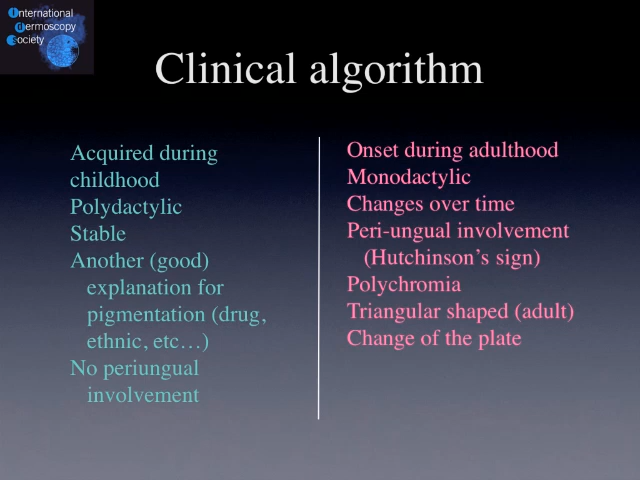 International
Dermoscopy
Society
Clinical algorithm
Acquired during
childhood
Polydactylic
Stable
Another (good)
explanation for
pigmentation (drug,
ethnic, etc…)
No periungual
involvement
Onset during adulthood
Monodactylic
Changes over time
Peri-ungual involvement
(Hutchinson’s sign)
Polychromia
Triangular shaped (adult)
Change of the plate